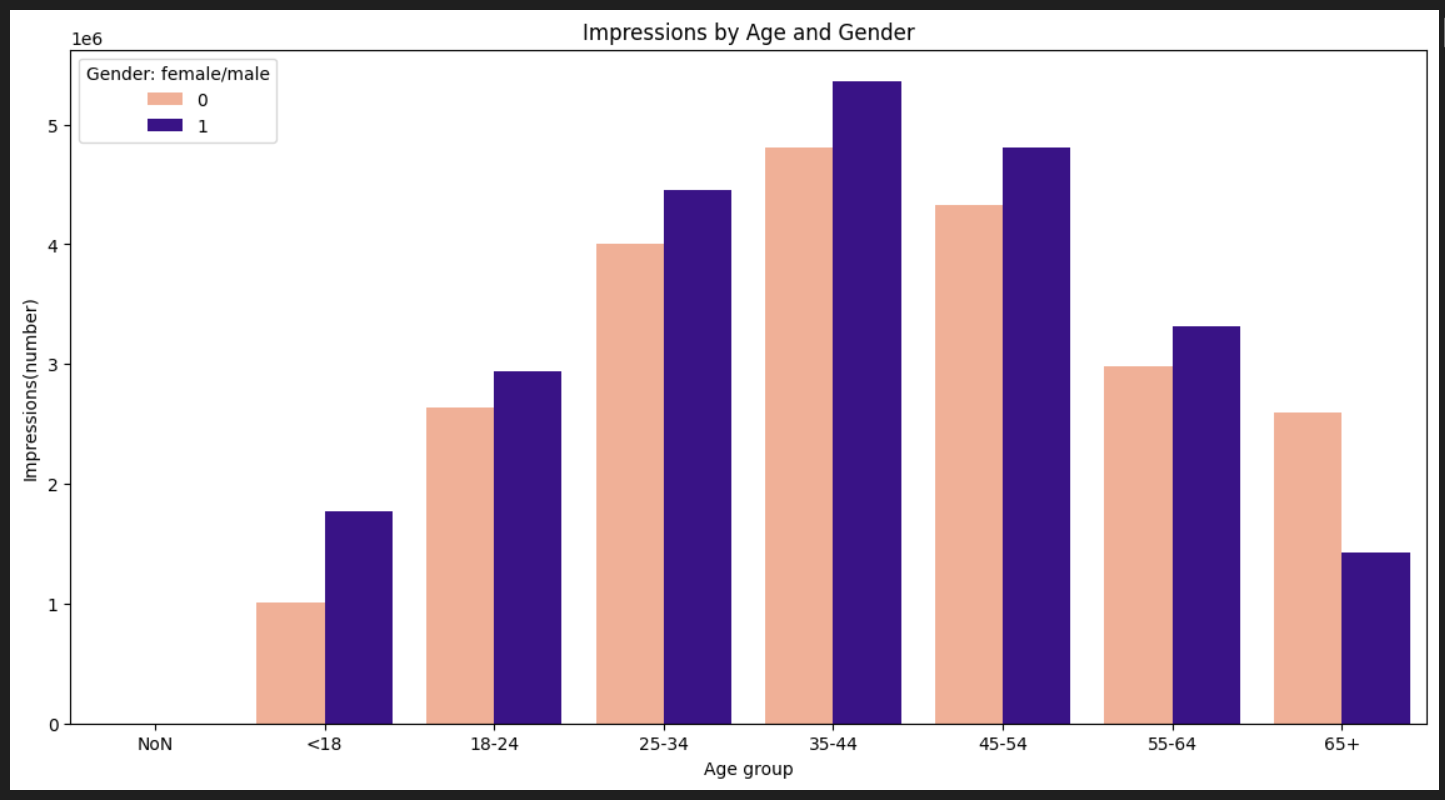 Impressions by Age and Gender
1e6
Gender: female/male
0
1
5
4
3
2
1
0
Impressions(number)
NoN <18 18-24 25-34 35-44 45-54 55-64 65+
Age group